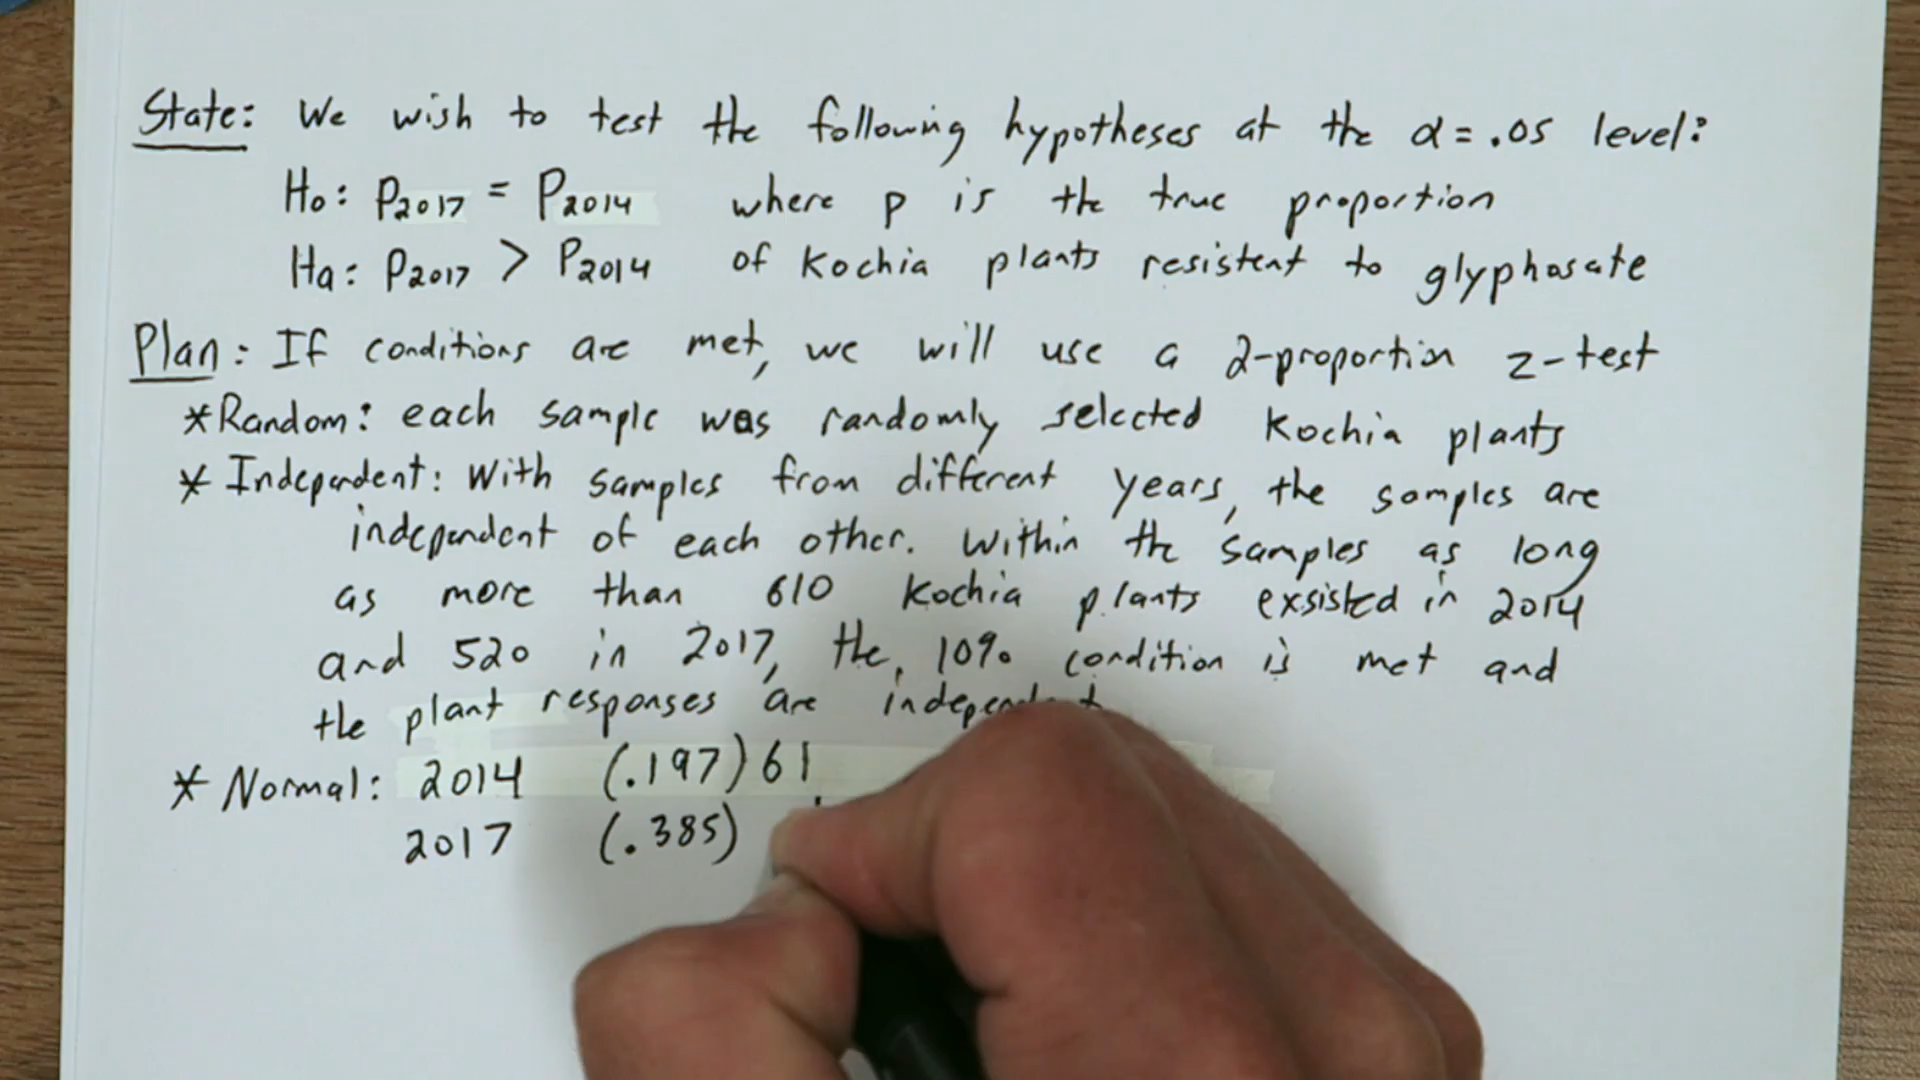 State: We wish to test the following hypotheses at the α = .05 level:
Ho: P2017 = P2014 where p is the true proportion
Ha: P2017 > P2014 of Kochia plants resistent to glyphosate
Plan: If conditions are met, we will use a 2-proportion z-test
*Random: each sample was randomly selected Kochia plants
* Independent: With samples from different years, the samples are
independent of each other. Within the samples as long
as more than 610 Kochia plants exsisted in 2014
and 520 in 2017, the, 10% condition is met and
the plant responses are
* Normal: 2014 (.197)61
2017 (.385)